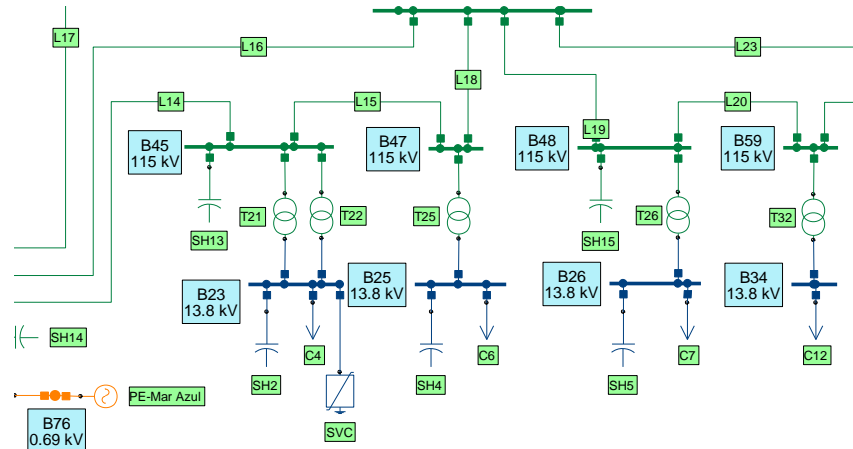 L17
L16
L23
L18
L14
L15
L20
L19
B45
115 kV
B47
115 kV
B48
115 kV
B59
115 kV
T21
T22
T25
T26
T32
SH13
SH15
B23
13.8 kV
B25
13.8 kV
B26
13.8 kV
B34
13.8 kV
SH14
C4
C6
C7
C12
SH2
SH4
SH5
PE-Mar Azul
B76
0.69 kV
SVC